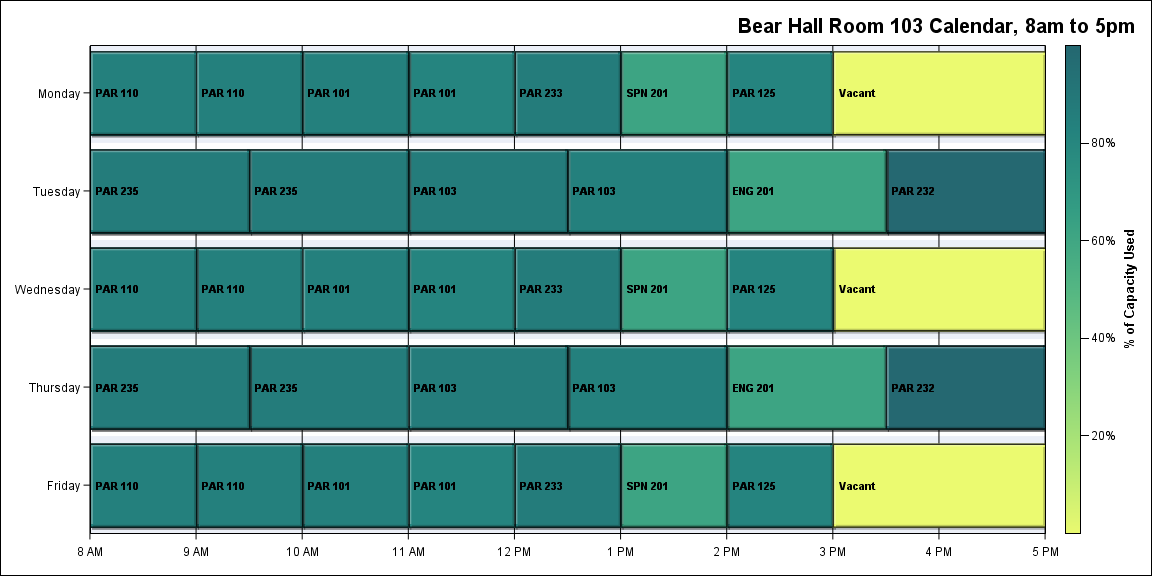 Bear Hall Room 103 Calendar, 8am to 5pm
Monday PAR 110 PAR 110 PAR 101 PAR 101 PAR 233 SPN 201 PAR 125 Vacant
Tuesday PAR 235 PAR 235 PAR 103 PAR 103 ENG 201 PAR 232
Wednesday PAR 110 PAR 110 PAR 101 PAR 101 PAR 233 SPN 201 PAR 125 Vacant
Thursday PAR 235 PAR 235 PAR 103 PAR 103 ENG 201 PAR 232
Friday PAR 110 PAR 110 PAR 101 PAR 101 PAR 233 SPN 201 PAR 125 Vacant
8 AM 9 AM 10 AM 11 AM 12 PM 1 PM 2 PM 3 PM 4 PM 5 PM
80%
60%
40%
20%
% of Capacity Used